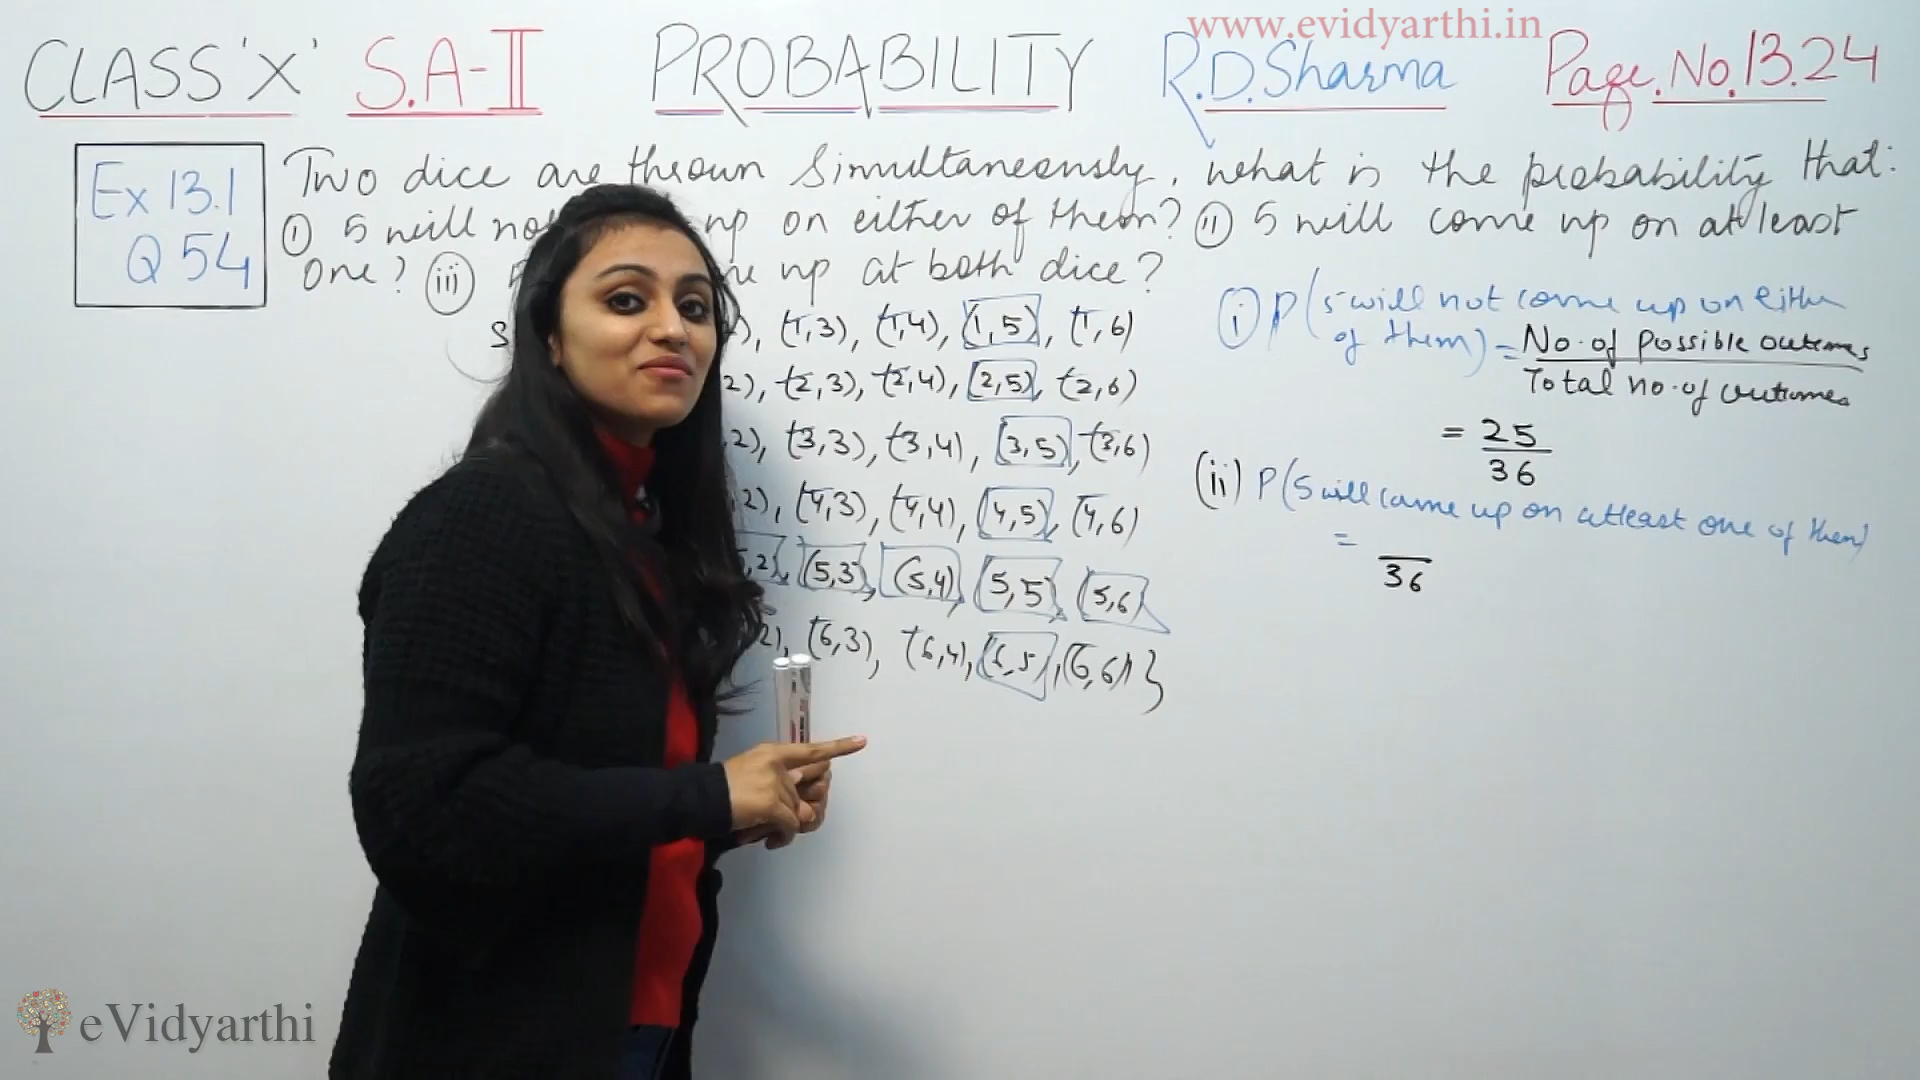 www.evidyarthi.in
CLASS 'X' S.A-II PROBABILITY R.D.Sharma Page.No.13.24
Ex 13.1
Q 54
Two dice are thrown simultaneously, what is the probability that:
(i) 5 will not up on either of them? (ii) 5 will come up on atleast
one? (iii) up at both dice?
S ), (1,3), (1,4), (1,5), (1,6)
2), (2,3), (2,4), (2,5), (2,6)
,2), (3,3), (3,4), (3,5), (3,6)
,2), (4,3), (4,4), (4,5), (4,6)
5,2), (5,3), (5,4), (5,5), (5,6)
2), (6,3), (6,4), (6,5), (6,6) }
(i) P(5 will not come up on either
of them) = No. of possible outcomes
Total no. of outcomes
= 25
36
(ii) P(5 will come up on atleast one of them)
=
36
eVidyarthi